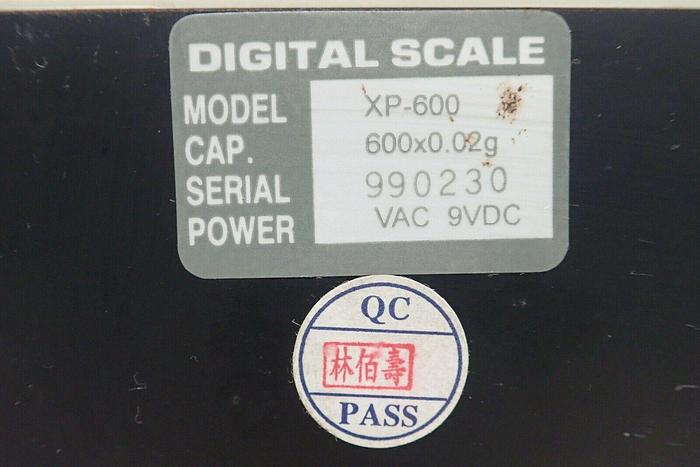 DIGITAL SCALE
MODEL XP-600
CAP. 600x0.02g
SERIAL 990230
POWER VAC 9VDC
QC
林佰壽
PASS